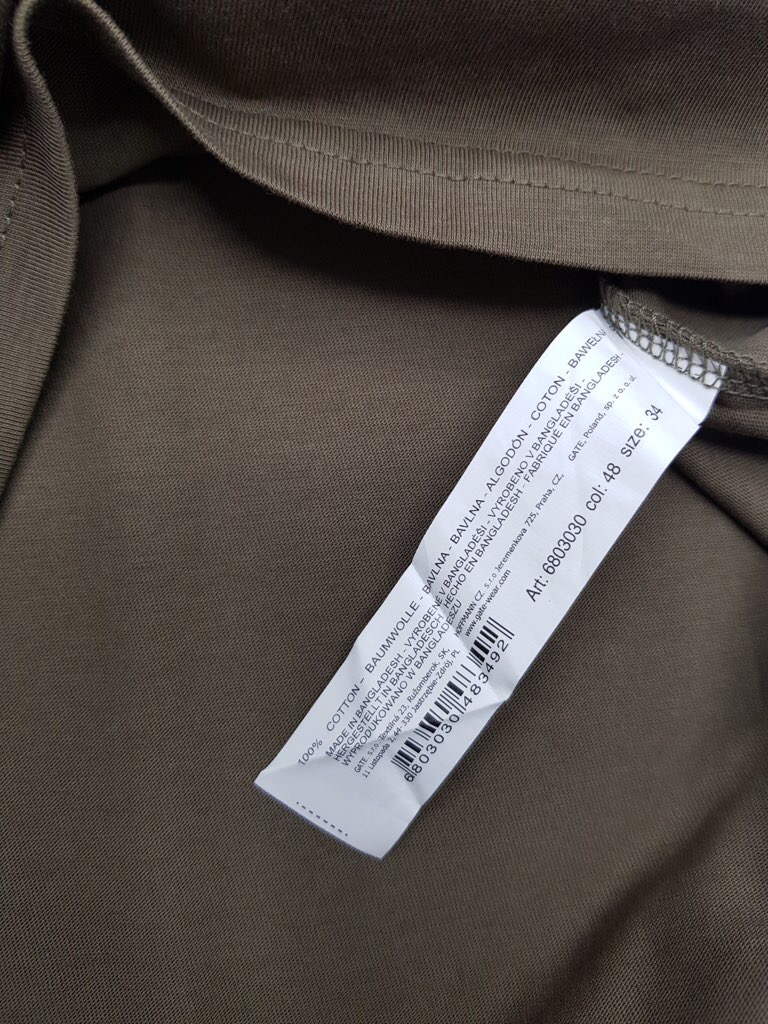 100% COTTON - BAUMWOLLE - BAVLNA - BAVLNA - ALGODÓN - COTON - BAWEŁNA
MADE IN BANGLADESH - VYROBENÉ V BANGLADÉŠI - VYROBENO V BANGLADÉŠI -
HERGESTELLT IN BANGLADESCH - HECHO EN BANGLADESH - FABRIQUÉ EN BANGLADESH -
WYPRODUKOWANO W BANGLADESZU
GATE s.r.o. Textilná 23, Ružomberok, SK, HOFFMANN CZ. s.r.o Jeremenkova 725, Praha, CZ, GATE, Poland, sp. z o.o ul.
11 Listopada 2,44-330 Jastrzębie-Zdrój, PL www.gate-wear.com
Art: 6803030 col: 48 size: 34
6803030483492